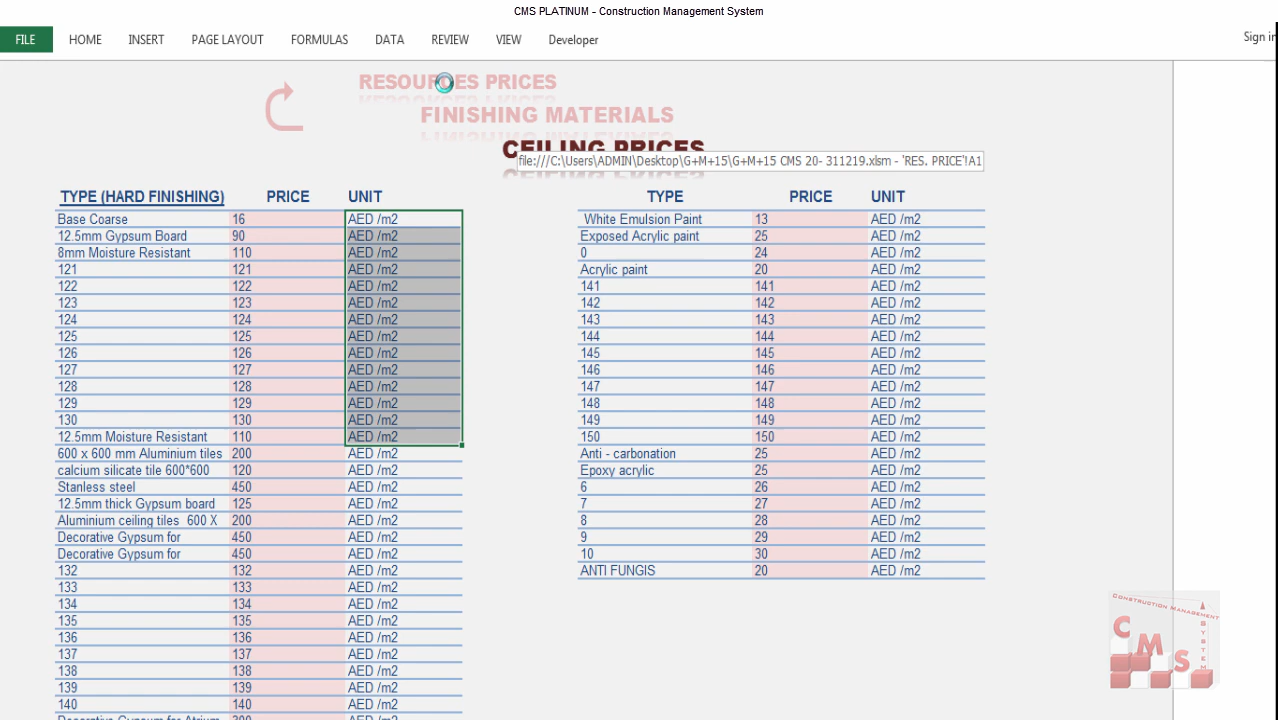 CMS PLATINUM - Construction Management System
FILE HOME INSERT PAGE LAYOUT FORMULAS DATA REVIEW VIEW Developer Sign in
RESOURCES PRICES
FINISHING MATERIALS
CEILING PRICES
file:///C:\Users\ADMIN\Desktop\G+M+15\G+M+15 CMS 20- 311219.xlsm - 'RES. PRICE'!A1
TYPE (HARD FINISHING) PRICE UNIT TYPE PRICE UNIT
Base Coarse 16 AED /m2 White Emulsion Paint 13 AED /m2
12.5mm Gypsum Board 90 AED /m2 Exposed Acrylic paint 25 AED /m2
8mm Moisture Resistant 110 AED /m2 0 24 AED /m2
121 121 AED /m2 Acrylic paint 20 AED /m2
122 122 AED /m2 141 141 AED /m2
123 123 AED /m2 142 142 AED /m2
124 124 AED /m2 143 143 AED /m2
125 125 AED /m2 144 144 AED /m2
126 126 AED /m2 145 145 AED /m2
127 127 AED /m2 146 146 AED /m2
128 128 AED /m2 147 147 AED /m2
129 129 AED /m2 148 148 AED /m2
130 130 AED /m2 149 149 AED /m2
12.5mm Moisture Resistant 110 AED /m2 150 150 AED /m2
600 x 600 mm Aluminium tiles 200 AED /m2 Anti - carbonation 25 AED /m2
calcium silicate tile 600*600 120 AED /m2 Epoxy acrylic 25 AED /m2
Stanless steel 450 AED /m2 6 26 AED /m2
12.5mm thick Gypsum board 125 AED /m2 7 27 AED /m2
Aluminium ceiling tiles 600 X 200 AED /m2 8 28 AED /m2
Decorative Gypsum for 450 AED /m2 9 29 AED /m2
Decorative Gypsum for 450 AED /m2 10 30 AED /m2
132 132 AED /m2 ANTI FUNGIS 20 AED /m2
133 133 AED /m2
134 134 AED /m2
135 135 AED /m2
136 136 AED /m2
137 137 AED /m2
138 138 AED /m2
139 139 AED /m2
140 140 AED /m2
Decorative Gypsum for Atrium 300 AED /m2
CONSTRUCTION MANAGEMENT
SYSTEM
CMS